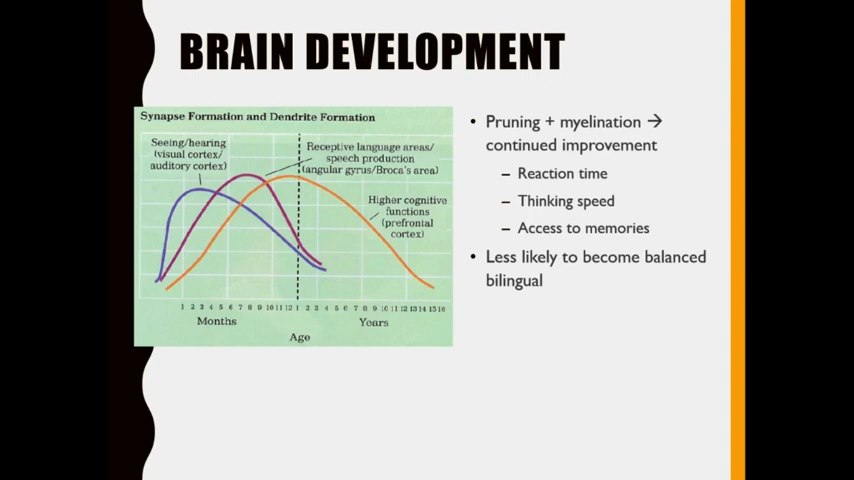 BRAIN DEVELOPMENT
Synapse Formation and Dendrite Formation
Seeing/hearing
(visual cortex/
auditory cortex)
Receptive language areas/
speech production
(angular gyrus/Broca's area)
Higher cognitive
functions
(prefrontal
cortex)
1 2 3 4 5 6 7 8 9 10 11 12 1 4 5 6 7 8 9 10 11 12 13 14 15 16
Months Years
Age
• Pruning + myelination →
continued improvement
– Reaction time
– Thinking speed
– Access to memories
• Less likely to become balanced
bilingual